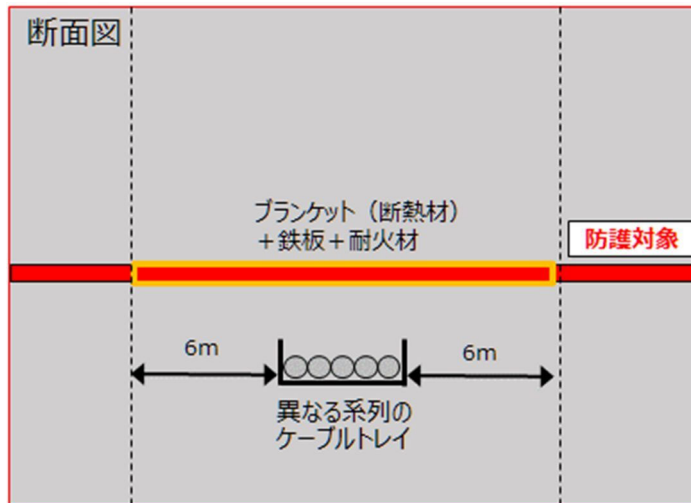 断面図
ブランケット（断熱材）
＋鉄板＋耐火材
防護対象
6m
6m
異なる系列の
ケーブルトレイ